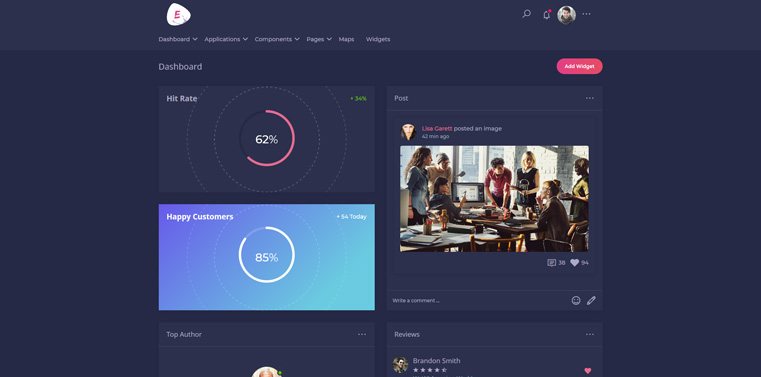 E
Dashboard Applications Components Pages Maps Widgets
Dashboard
Add Widget
Hit Rate
+ 34%
62%
Happy Customers
+ 54 Today
85%
Post
Lisa Garett posted an image
42 min ago
38 94
Write a comment ...
Top Author
Reviews
Brandon Smith